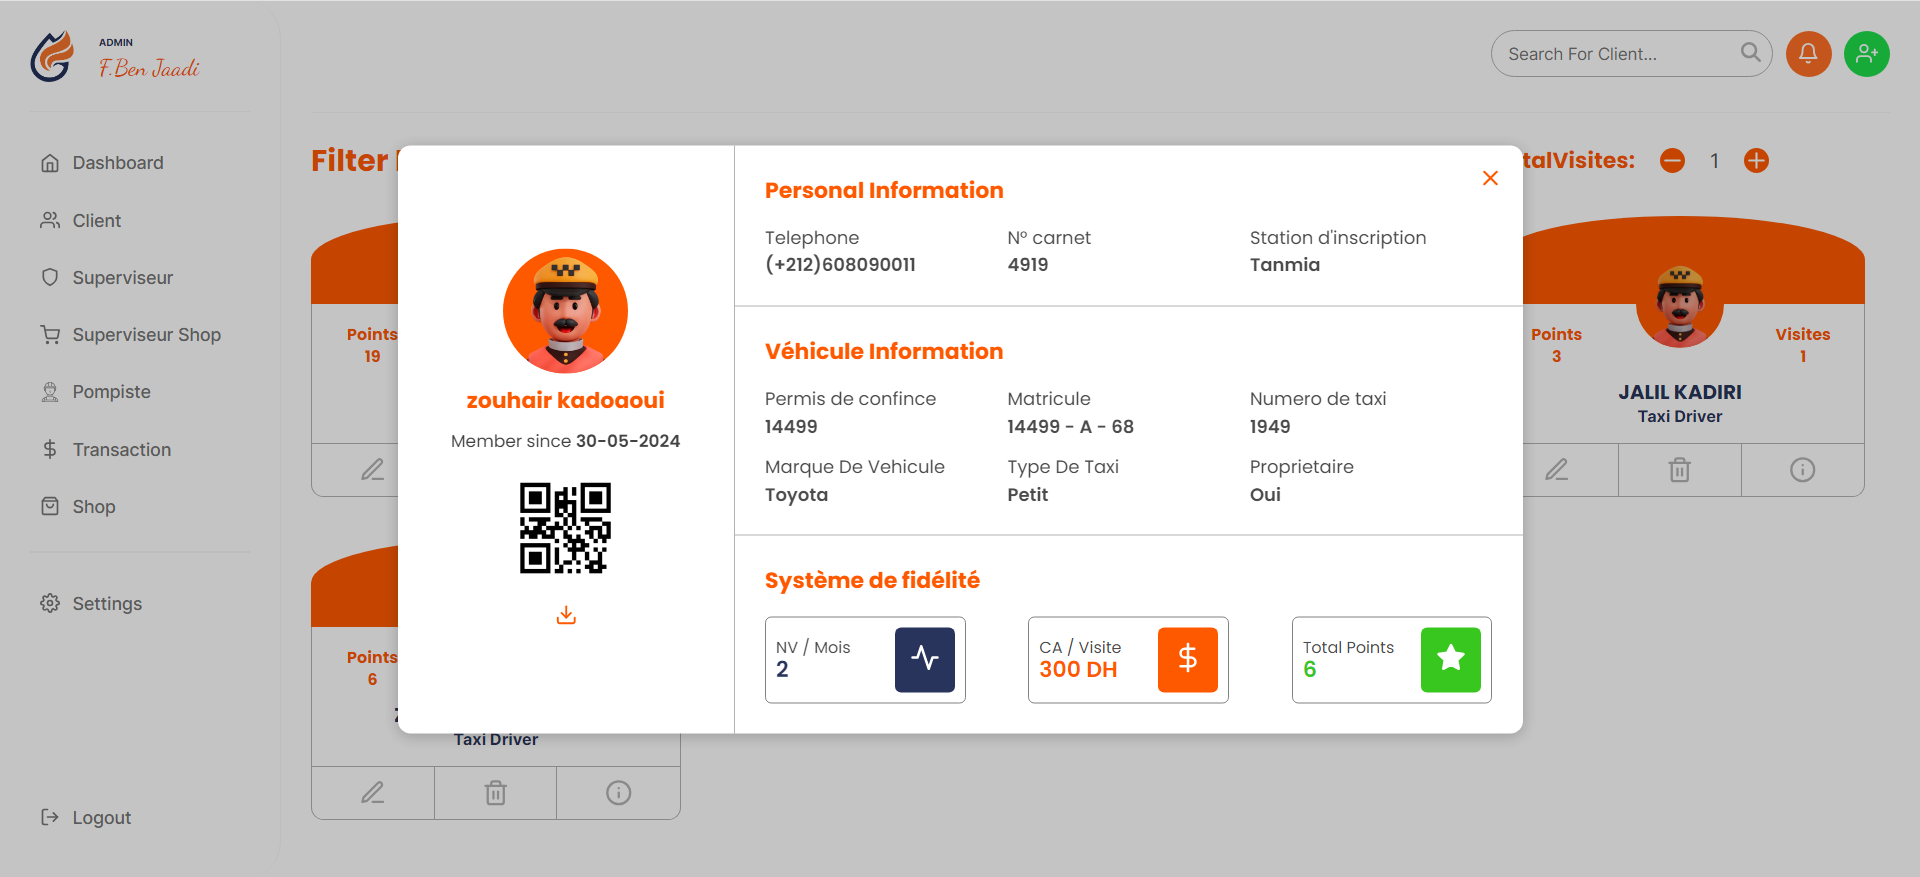 ADMIN
F.Ben Jaadi
Search For Client...
Dashboard
Client
Superviseur
Superviseur Shop
Pompiste
Transaction
Shop
Settings
Logout
Filter
talVisites:
1
Points
19
Points
6
Taxi Driver
Points
3
Visites
1
JALIL KADIRI
Taxi Driver
zouhair kadoaoui
Member since 30-05-2024
Personal Information
Telephone
(+212)608090011
N° carnet
4919
Station d'inscription
Tanmia
Véhicule Information
Permis de confince
14499
Matricule
14499 - A - 68
Numero de taxi
1949
Marque De Vehicule
Toyota
Type De Taxi
Petit
Proprietaire
Oui
Système de fidélité
NV / Mois
2
CA / Visite
300 DH
Total Points
6